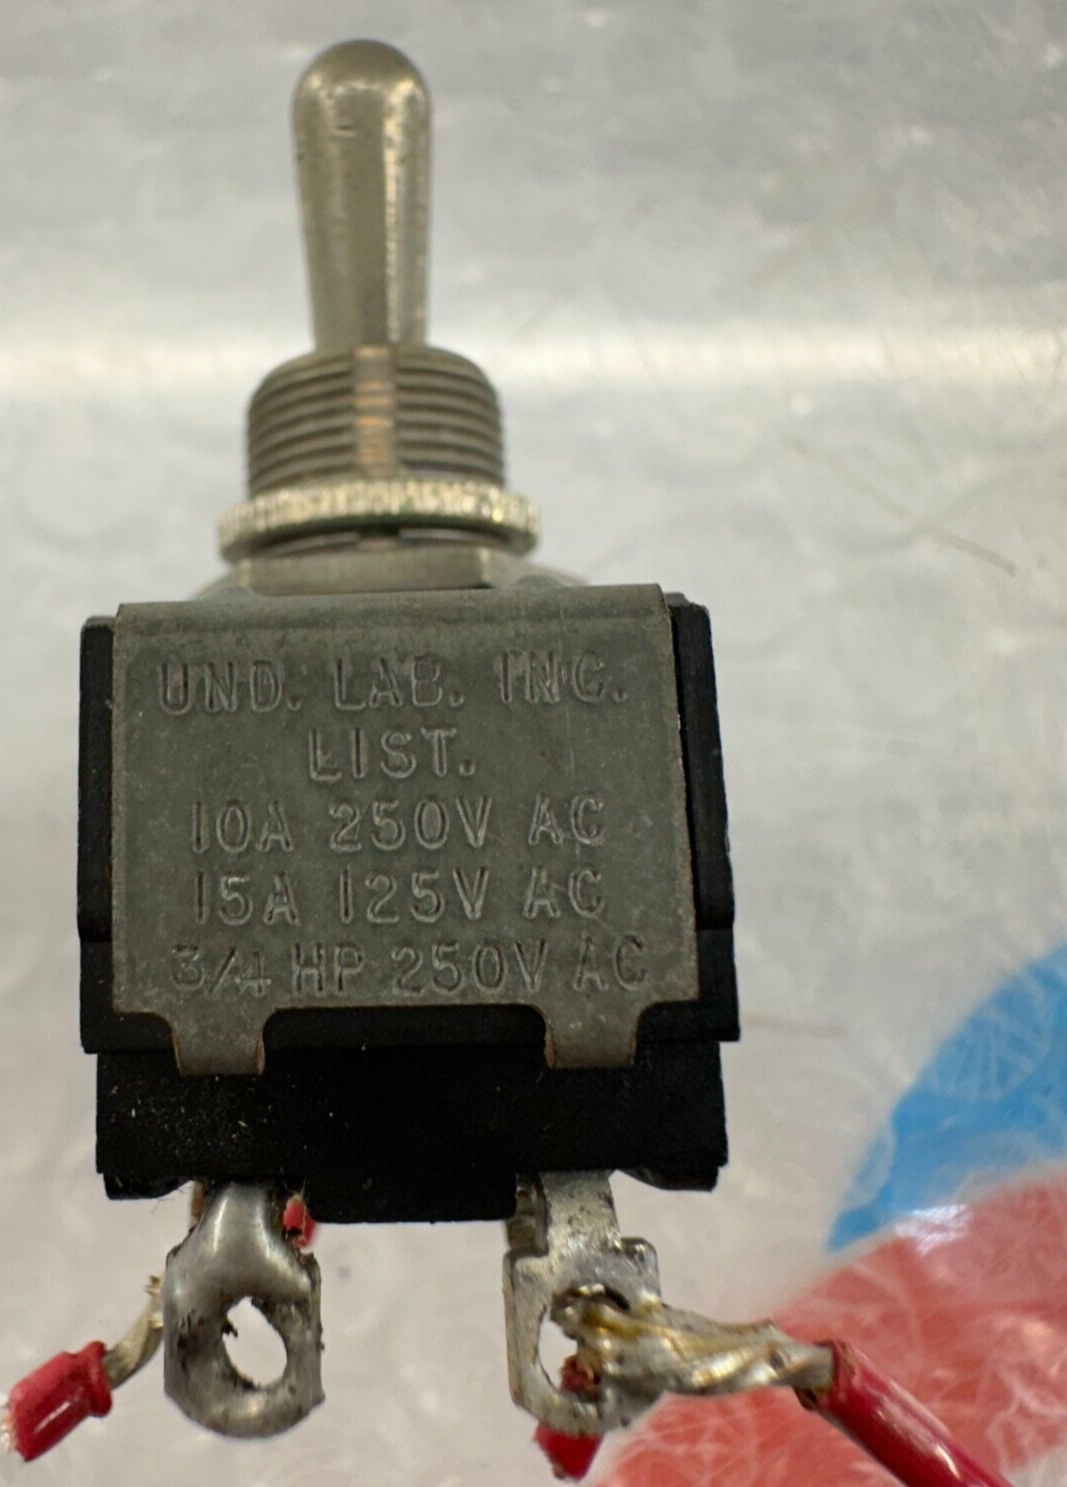 UND. LAB. INC.
LIST.
10A 250V AC
15A 125V AC
3/4 HP 250V AC